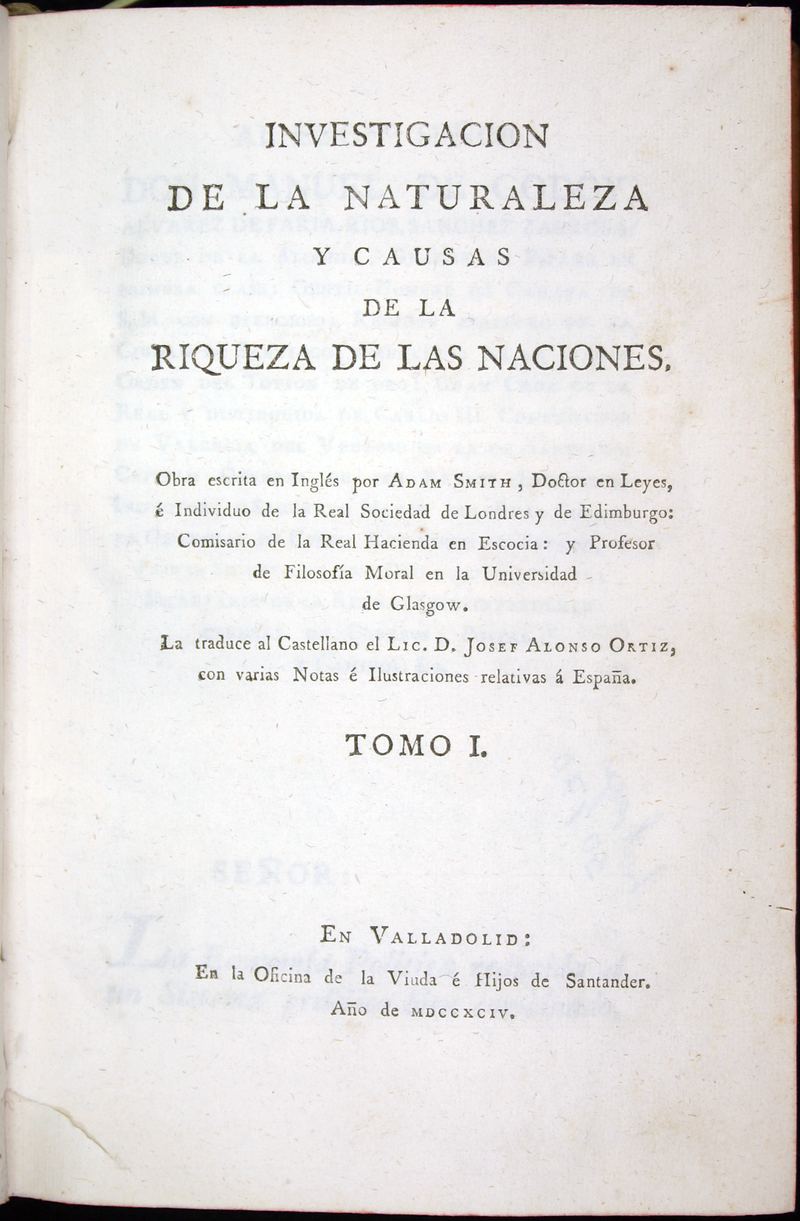 INVESTIGACION
DE LA NATURALEZA
Y CAUSAS
DE LA
RIQUEZA DE LAS NACIONES.
Obra escrita en Inglés por ADAM SMITH, Doctor en Leyes,
é Individuo de la Real Sociedad de Londres y de Edimburgo:
Comisario de la Real Hacienda en Escocia: y Profesor
de Filosofía Moral en la Universidad
de Glasgow.
La traduce al Castellano el LIC. D. JOSEF ALONSO ORTIZ,
con varias Notas é Ilustraciones relativas á España.
TOMO I.
EN VALLADOLID:
En la Oficina de la Viuda é Hijos de Santander.
Año de MDCCXCIV.
SEÑOR: